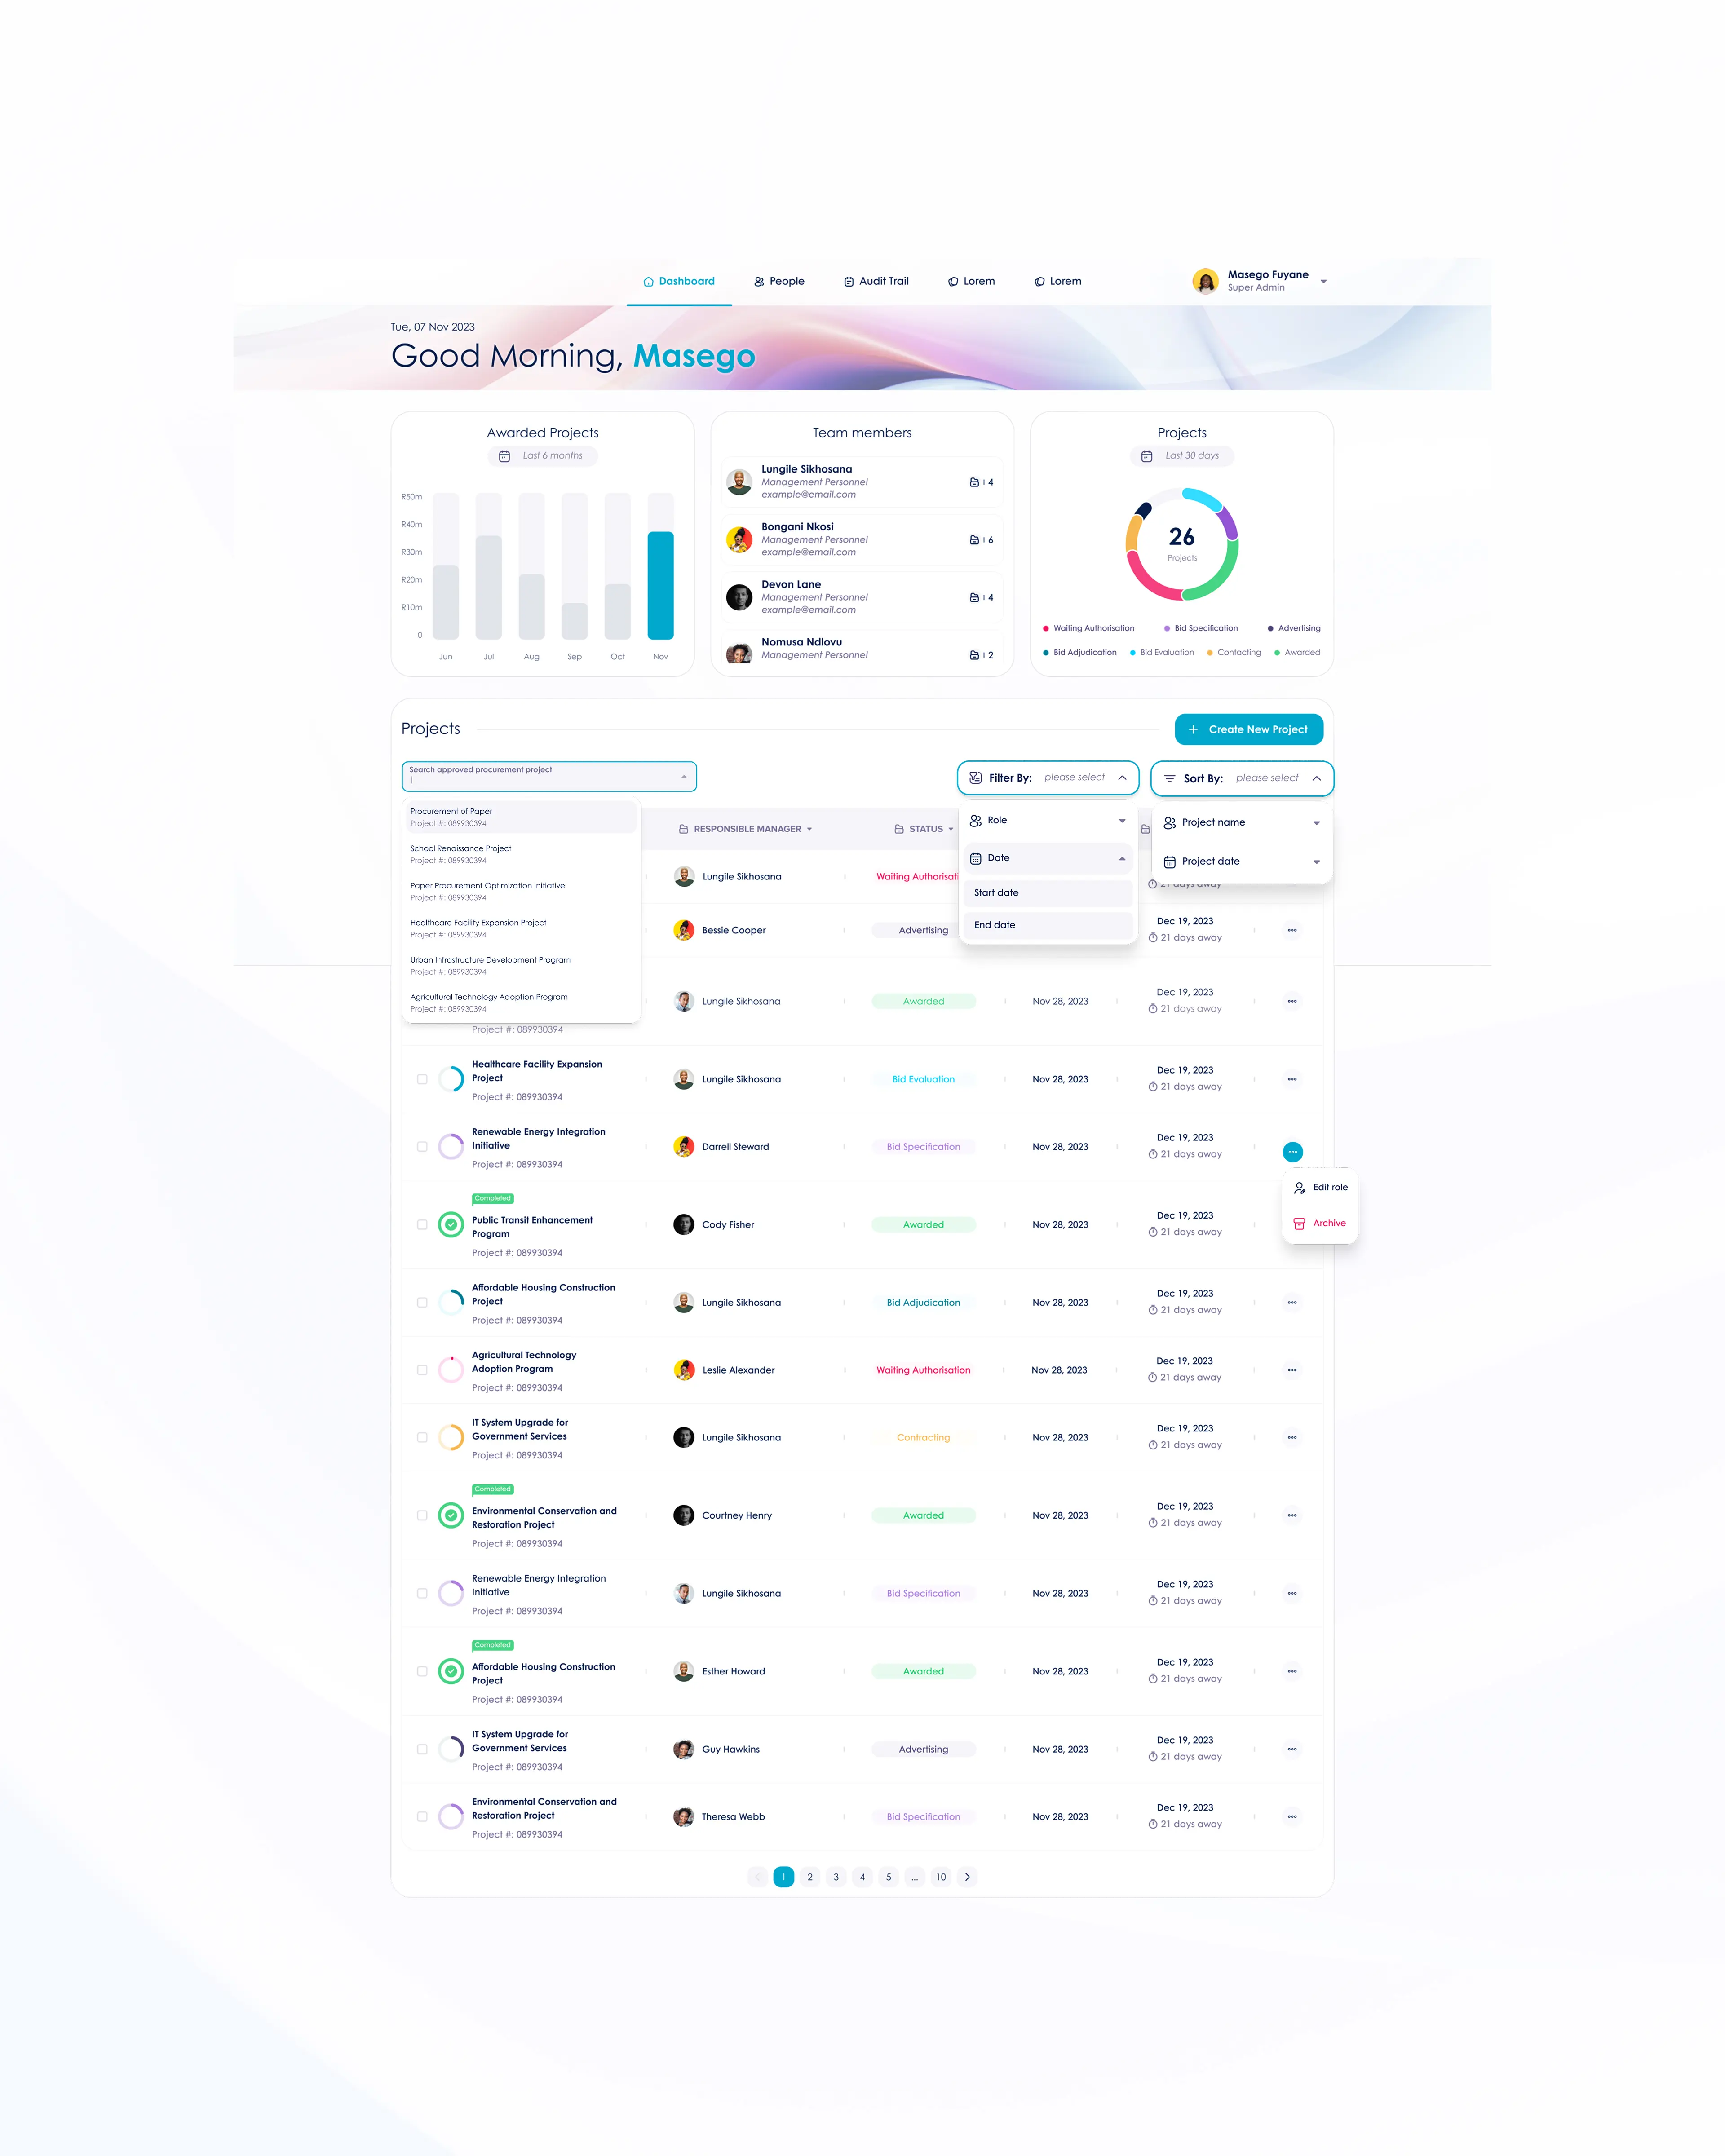 Dashboard
People
Audit Trail
Lorem
Lorem
Masego Fuyane
Super Admin
Tue, 07 Nov 2023
Good Morning, Masego
Awarded Projects
Last 6 months
R50m
R40m
R30m
R20m
R10m
0
Jun Jul Aug Sep Oct Nov
Team members
Lungile Sikhosana
Management Personnel
example@email.com
4
Bongani Nkosi
Management Personnel
example@email.com
6
Devon Lane
Management Personnel
example@email.com
4
Nomusa Ndlovu
Management Personnel
2
Projects
Last 30 days
26
Projects
Waiting Authorisation
Bid Specification
Advertising
Bid Adjudication
Bid Evaluation
Contacting
Awarded
Projects
Create New Project
Search approved procurement project
Filter By: please select
Sort By: please select
Procurement of Paper
Project #: 089930394
School Renaissance Project
Project #: 089930394
Paper Procurement Optimization Initiative
Project #: 089930394
Healthcare Facility Expansion Project
Project #: 089930394
Urban Infrastructure Development Program
Project #: 089930394
Agricultural Technology Adoption Program
Project #: 089930394
Role
Date
Start date
End date
Project name
Project date
RESPONSIBLE MANAGER
STATUS
Lungile Sikhosana
Waiting Authorisati
21 days away
Bessie Cooper
Advertising
Dec 19, 2023
21 days away
Project #: 089930394
Lungile Sikhosana
Awarded
Nov 28, 2023
Dec 19, 2023
21 days away
Healthcare Facility Expansion
Project
Project #: 089930394
Lungile Sikhosana
Bid Evaluation
Nov 28, 2023
Dec 19, 2023
21 days away
Renewable Energy Integration
Initiative
Project #: 089930394
Darrell Steward
Bid Specification
Nov 28, 2023
Dec 19, 2023
21 days away
Edit role
Archive
Completed
Public Transit Enhancement
Program
Project #: 089930394
Cody Fisher
Awarded
Nov 28, 2023
Dec 19, 2023
21 days away
Affordable Housing Construction
Project
Project #: 089930394
Lungile Sikhosana
Bid Adjudication
Nov 28, 2023
Dec 19, 2023
21 days away
Agricultural Technology
Adoption Program
Project #: 089930394
Leslie Alexander
Waiting Authorisation
Nov 28, 2023
Dec 19, 2023
21 days away
IT System Upgrade for
Government Services
Project #: 089930394
Lungile Sikhosana
Contracting
Nov 28, 2023
Dec 19, 2023
21 days away
Completed
Environmental Conservation and
Restoration Project
Project #: 089930394
Courtney Henry
Awarded
Nov 28, 2023
Dec 19, 2023
21 days away
Renewable Energy Integration
Initiative
Project #: 089930394
Lungile Sikhosana
Bid Specification
Nov 28, 2023
Dec 19, 2023
21 days away
Completed
Affordable Housing Construction
Project
Project #: 089930394
Esther Howard
Awarded
Nov 28, 2023
Dec 19, 2023
21 days away
IT System Upgrade for
Government Services
Project #: 089930394
Guy Hawkins
Advertising
Nov 28, 2023
Dec 19, 2023
21 days away
Environmental Conservation and
Restoration Project
Project #: 089930394
Theresa Webb
Bid Specification
Nov 28, 2023
Dec 19, 2023
21 days away
1 2 3 4 5 ... 10